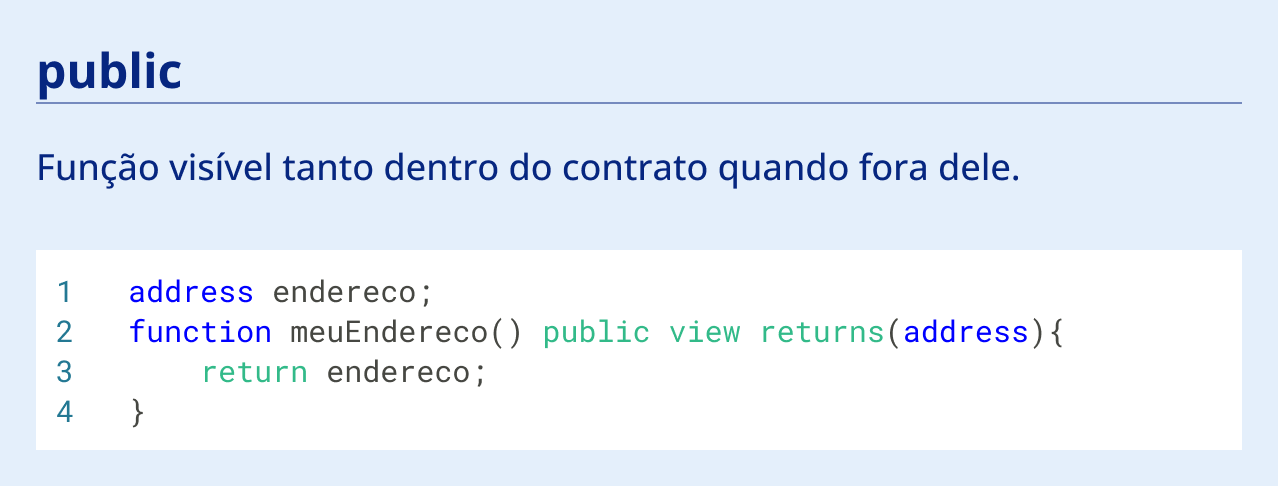 public
Função visível tanto dentro do contrato quando fora dele.
1 address endereco;
2 function meuEndereco() public view returns(address){
3 return endereco;
4 }